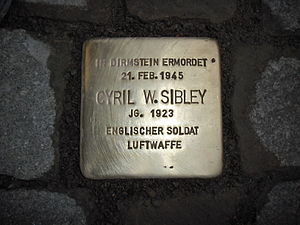 IN DIRMSTEIN ERMORDET
21. FEB. 1945
CYRIL W. SIBLEY
JG. 1923
ENGLISCHER SOLDAT
LUFTWAFFE